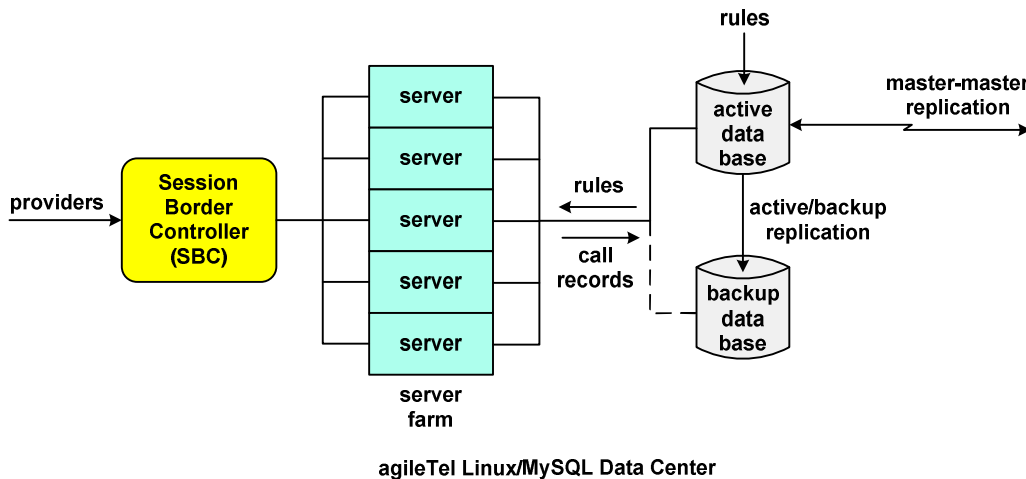 providers
Session
Border
Controller
(SBC)
server
server
server
server
server
server
farm
rules
call
records
rules
active
data
base
master-master
replication
active/backup
replication
backup
data
base
agileTel Linux/MySQL Data Center